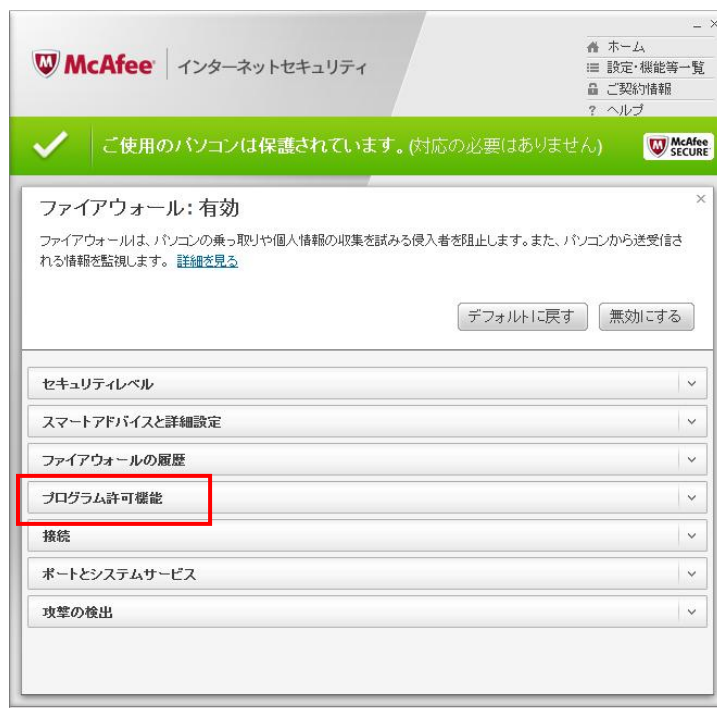 McAfee インターネットセキュリティ
ホーム
設定・機能等一覧
ご契約情報
? ヘルプ
ご使用のパソコンは保護されています。(対応の必要はありません)
McAfee
SECURE
ファイアウォール: 有効
ファイアウォールは、パソコンの乗っ取りや個人情報の収集を試みる侵入者を阻止します。また、パソコンから送受信さ
れる情報を監視します。 詳細を見る
デフォルトに戻す 無効にする
セキュリティレベル
スマートアドバイスと詳細設定
ファイアウォールの履歴
プログラム許可機能
接続
ポートとシステムサービス
攻撃の検出